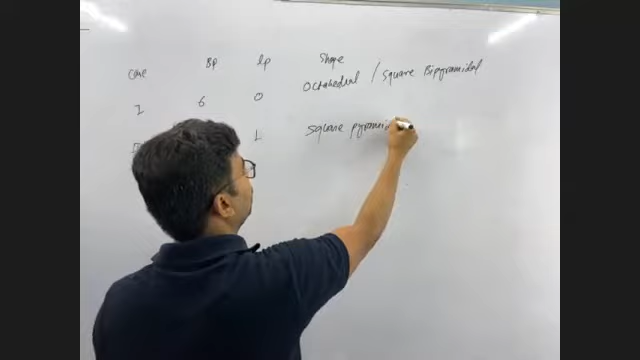 Case BP lp Shape
I 6 0 Octahedral / Square Bipyramidal
1 Square pyramid